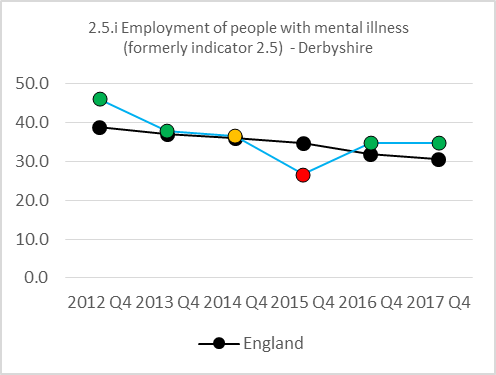 2.5.i Employment of people with mental illness
(formerly indicator 2.5)  - Derbyshire
50.0
40.0
30.0
20.0
10.0
0.0
2012 Q4 2013 Q4 2014 Q4 2015 Q4 2016 Q4 2017 Q4
England